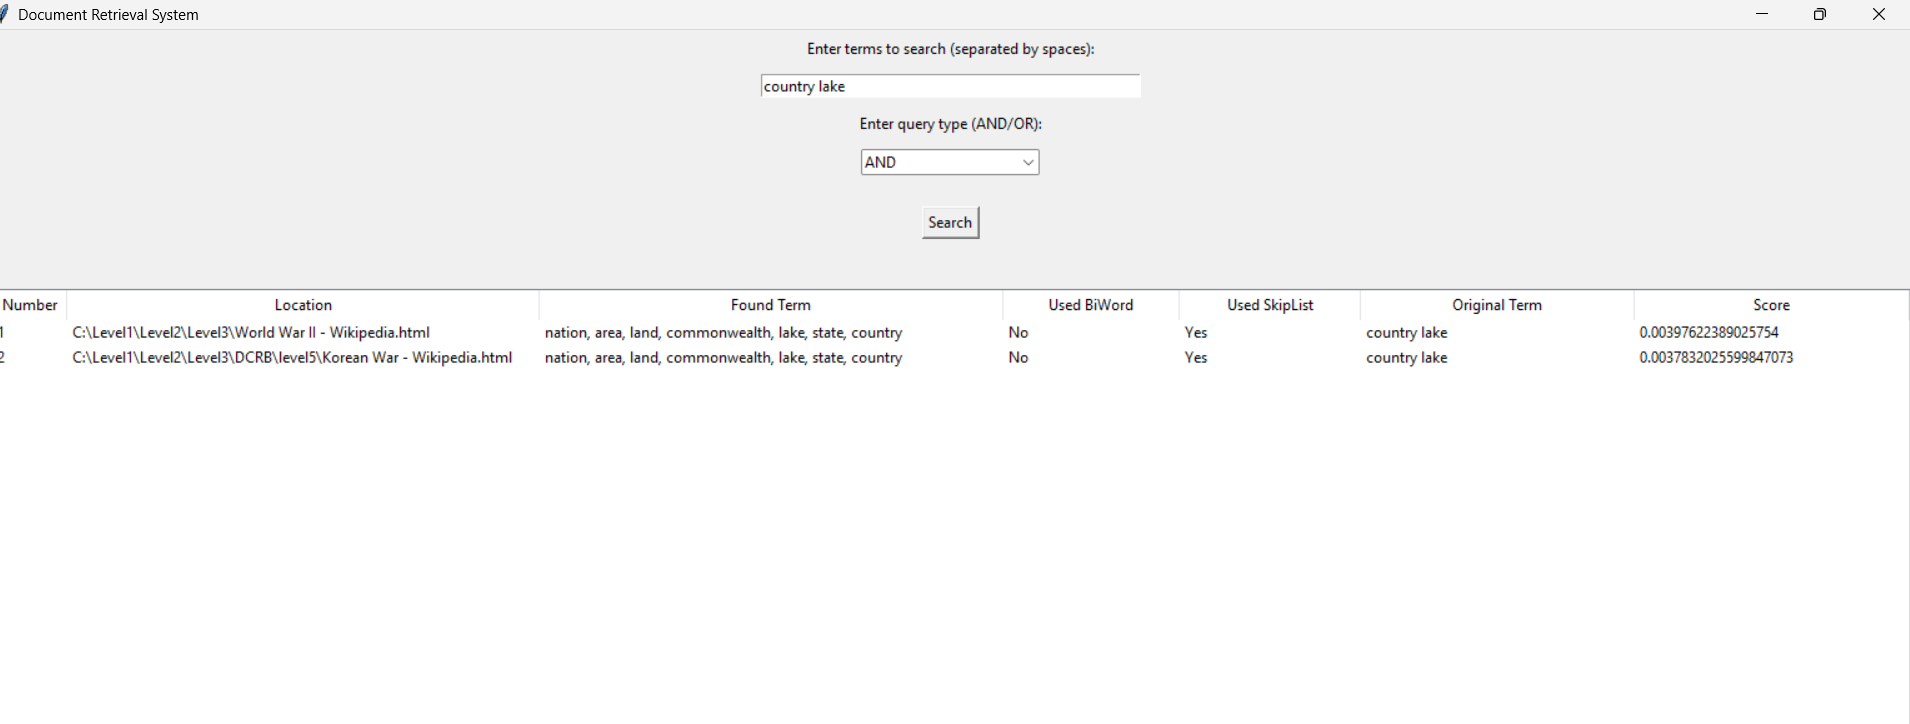 Document Retrieval System
Enter terms to search (separated by spaces):
country lake
Enter query type (AND/OR):
AND
Search
Number Location Found Term Used BiWord Used SkipList Original Term Score
1 C:\Level1\Level2\Level3\World War II - Wikipedia.html nation, area, land, commonwealth, lake, state, country No Yes country lake 0.00397622389025754
2 C:\Level1\Level2\Level3\DCRB\level5\Korean War - Wikipedia.html nation, area, land, commonwealth, lake, state, country No Yes country lake 0.0037832025599847073